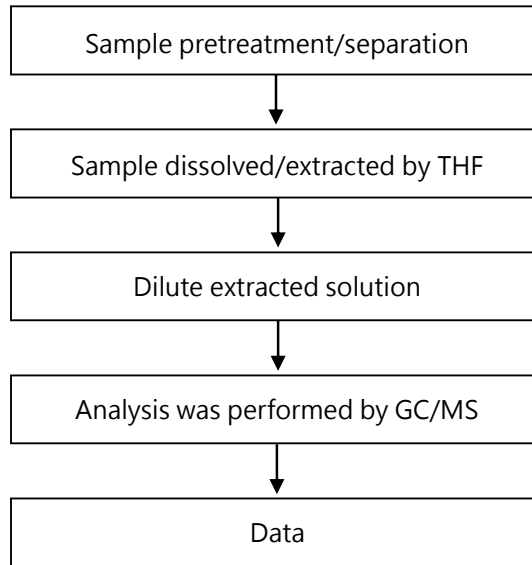 Sample pretreatment/separation
Sample dissolved/extracted by THF
Dilute extracted solution
Analysis was performed by GC/MS
Data